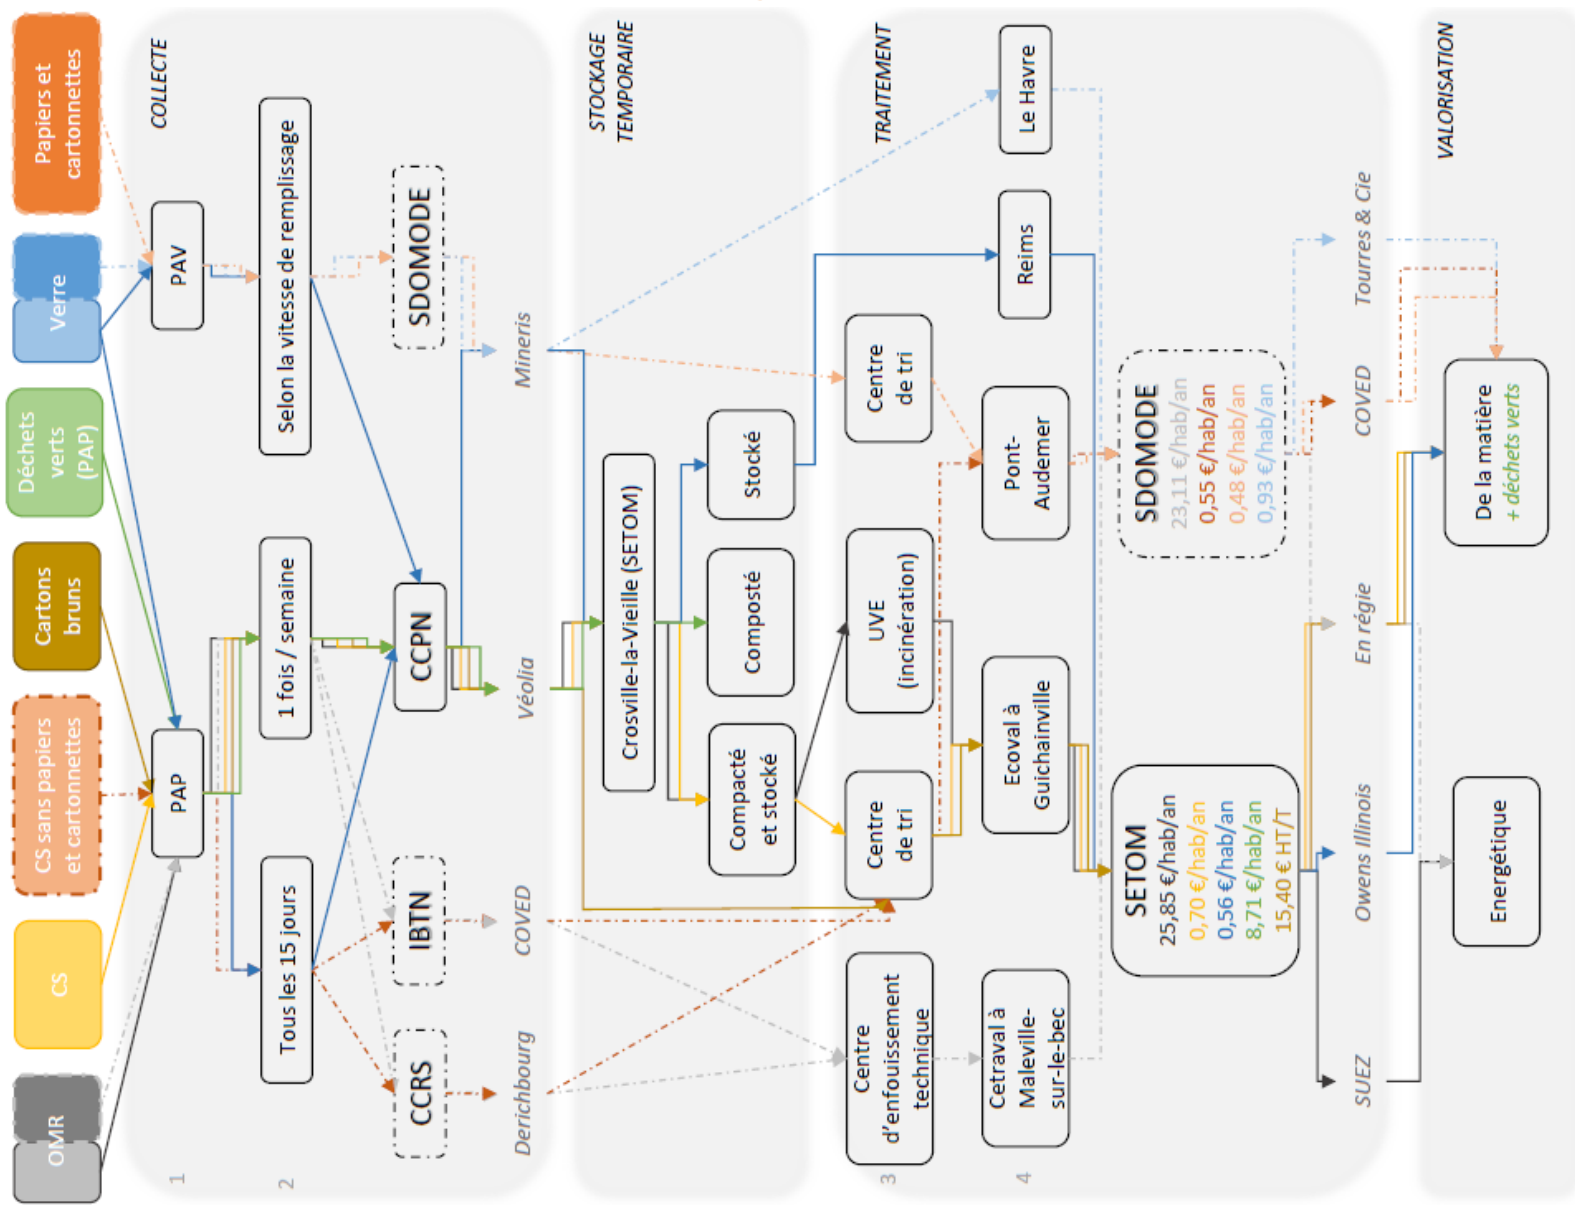 OMR
CS
CS sans papiers
et cartonnettes
Cartons
bruns
Déchets
verts
(PAP)
Verre
Papiers et
cartonnettes
COLLECTE
1
PAP
PAV
2
Tous les 15 jours
1 fois / semaine
Selon la vitesse de remplissage
CCRS
IBTN
CCPN
SDOMODE
Derichbourg
COVED
Véolia
Mineris
STOCKAGE
TEMPORAIRE
Crosville-la-Vieille (SETOM)
Compacté
et stocké
Composté
Stocké
TRAITEMENT
3
Centre
d'enfouissement
technique
Centre
de tri
UVE
(incinération)
Centre
de tri
4
Cetraval à
Maleville-
sur-le-bec
Ecoval à
Guichainville
Pont-
Audemer
Reims
Le Havre
SETOM
25,85 €/hab/an
0,70 €/hab/an
0,56 €/hab/an
8,71 €/hab/an
15,40 € HT/T
SDOMODE
23,11 €/hab/an
0,55 €/hab/an
0,48 €/hab/an
0,93 €/hab/an
SUEZ
Owens Illinois
En régie
COVED
Tourres & Cie
VALORISATION
Energétique
De la matière
+ déchets verts